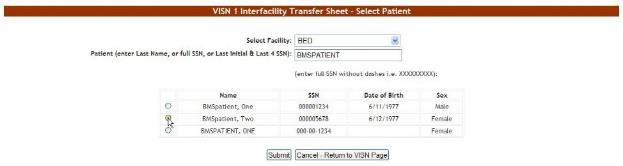 VISN 1 Interfacility Transfer Sheet - Select Patient
Select Facility: BED
Patient (enter Last Name, or full SSN, or Last Initial & Last 4 SSN): BMSPATIENT
(enter full SSN without dashes i.e. XXXXXXXXX):
Name SSN Date of Birth Sex
BMSpatient, One 000001234 6/11/1977 Male
BMSpatient, Two 000005678 6/12/1977 Female
BMSPATIENT, ONE 000-00-1234 Female
Submit Cancel - Return to VISN Page